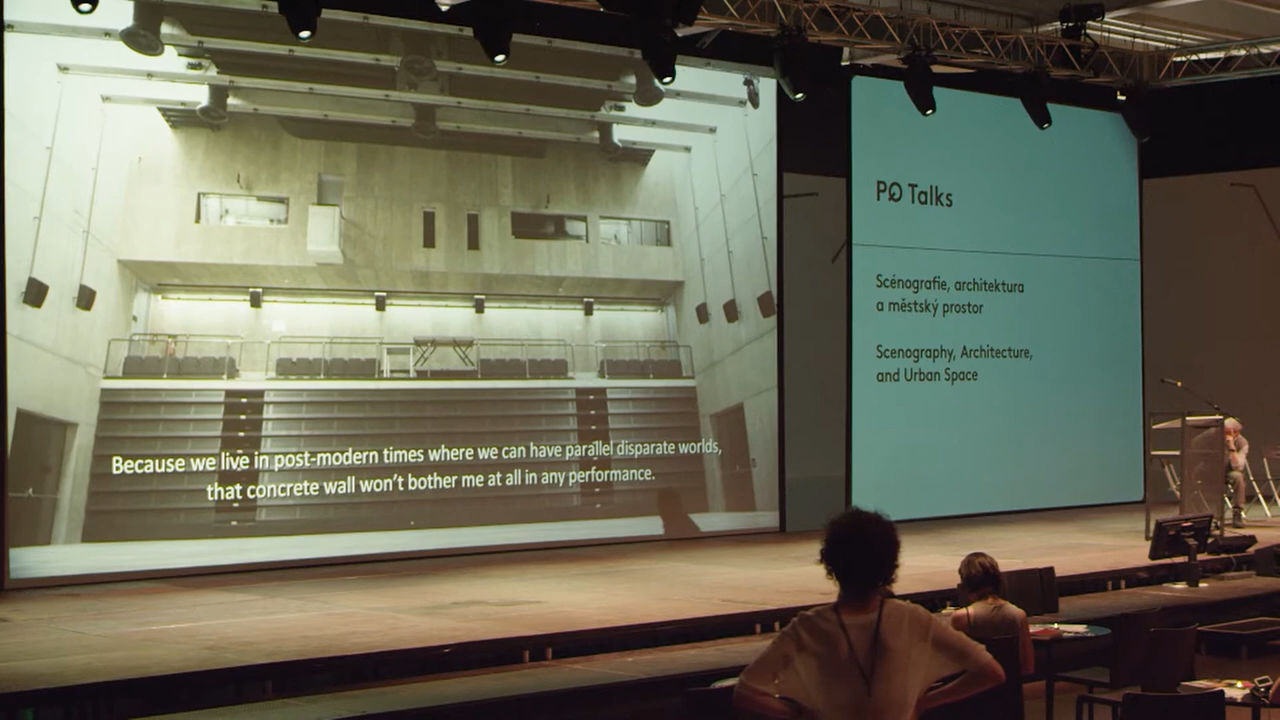 Because we live in post-modern times where we can have parallel disparate worlds,
that concrete wall won't bother me at all in any performance.
PQ Talks
Scénografie, architektura
a městský prostor
Scenography, Architecture,
and Urban Space